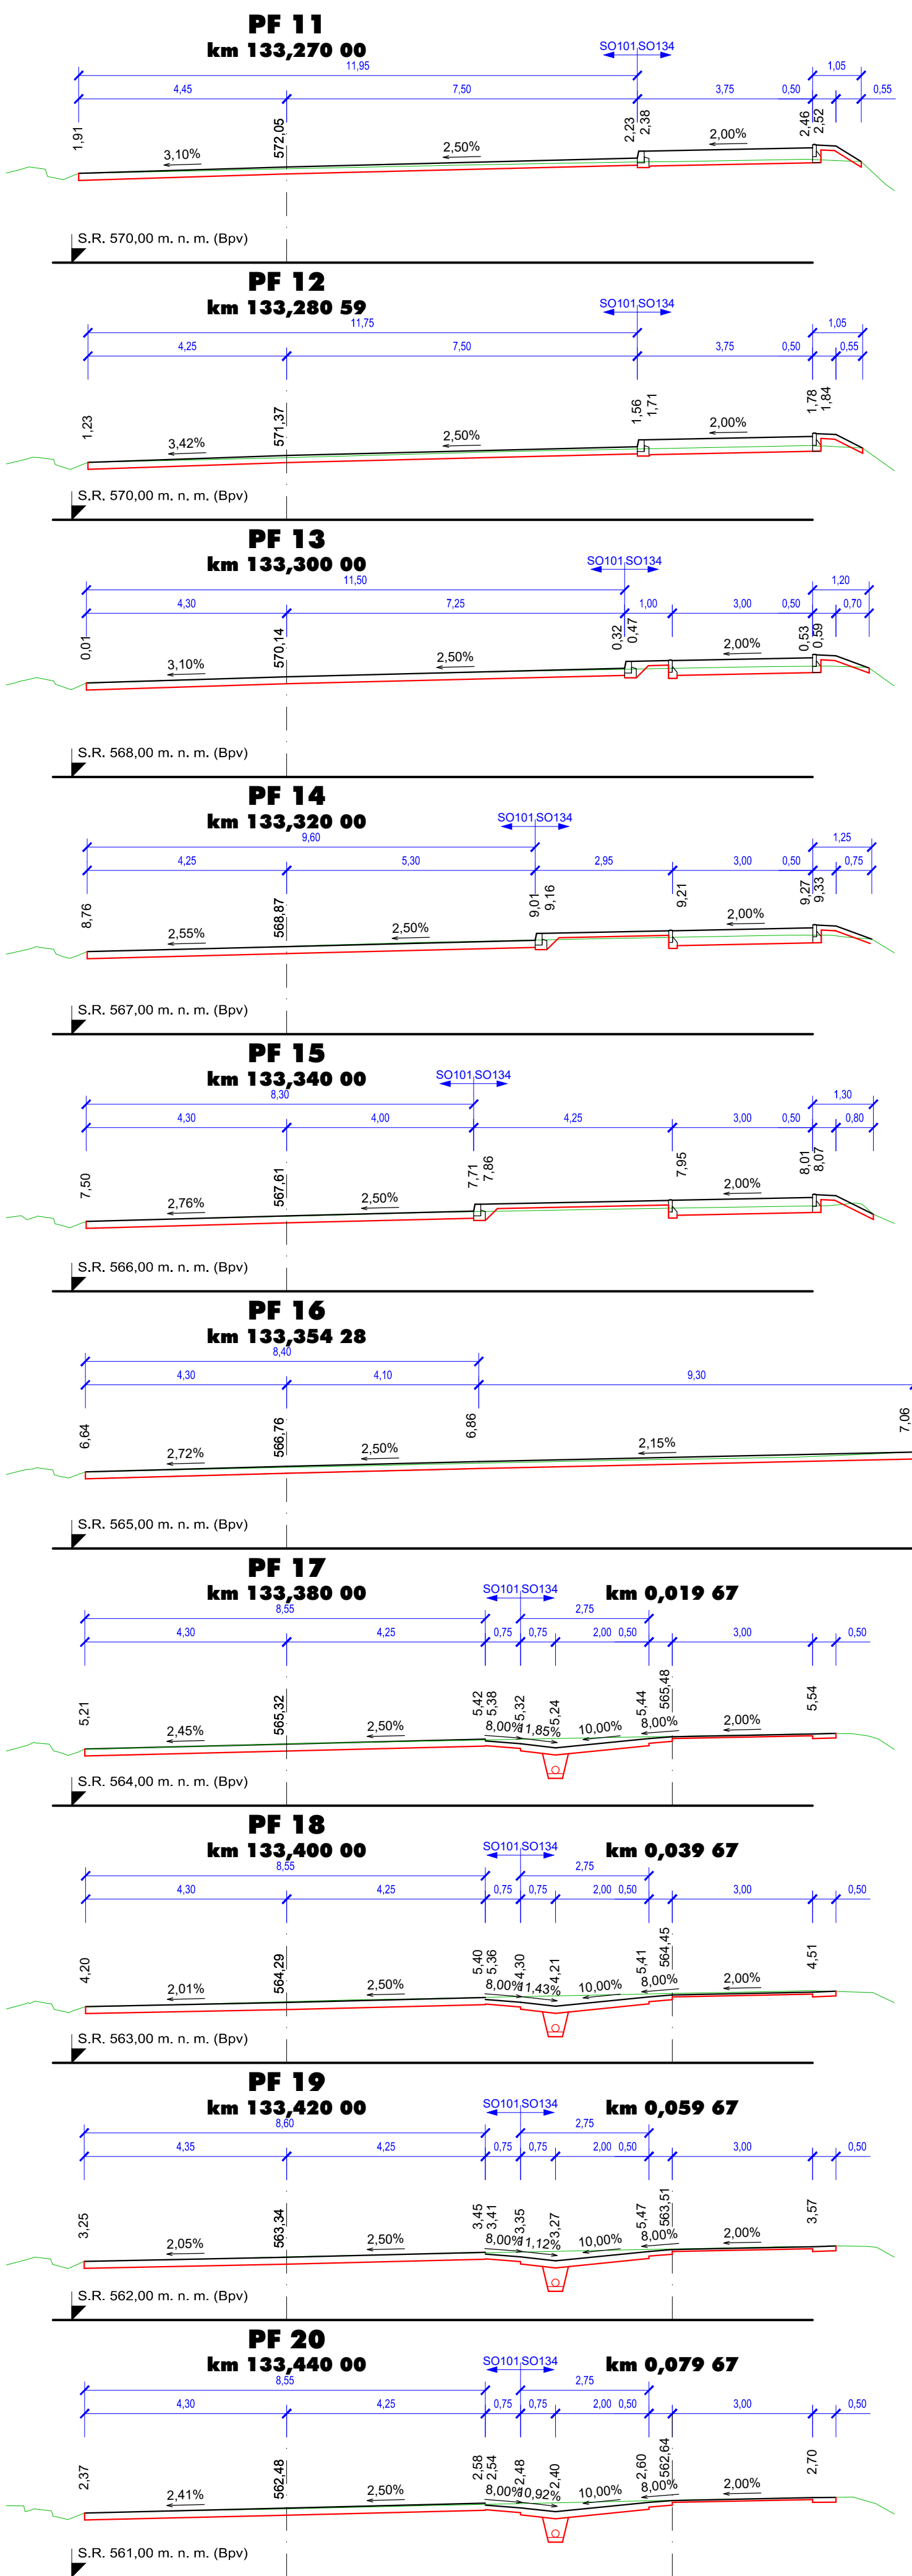 PF 11
km 133,270 00
SO101 SO134
11,95 1,05
4,45 7,50 3,75 0,50 0,55
1,91 572,05 2,23 2,38 2,46 2,52
3,10% 2,50% 2,00%
S.R. 570,00 m. n. m. (Bpv)
PF 12
km 133,280 59
SO101 SO134
11,75 1,05
4,25 7,50 3,75 0,50 0,55
1,23 571,37 1,56 1,71 1,78 1,84
3,42% 2,50% 2,00%
S.R. 570,00 m. n. m. (Bpv)
PF 13
km 133,300 00
SO101 SO134
11,50 1,20
4,30 7,25 1,00 3,00 0,50 0,70
0,01 570,14 0,32 0,47 0,53 0,59
3,10% 2,50% 2,00%
S.R. 568,00 m. n. m. (Bpv)
PF 14
km 133,320 00
SO101 SO134
9,60 1,25
4,25 5,30 2,95 3,00 0,50 0,75
8,76 568,87 9,01 9,16 9,21 9,27 9,33
2,55% 2,50% 2,00%
S.R. 567,00 m. n. m. (Bpv)
PF 15
km 133,340 00
SO101 SO134
8,30 1,30
4,30 4,00 4,25 3,00 0,50 0,80
7,50 567,61 7,71 7,86 7,95 8,01 8,07
2,76% 2,50% 2,00%
S.R. 566,00 m. n. m. (Bpv)
PF 16
km 133,354 28
8,40
4,30 4,10 9,30
6,64 566,76 6,86 7,06
2,72% 2,50% 2,15%
S.R. 565,00 m. n. m. (Bpv)
PF 17
km 133,380 00 km 0,019 67
SO101 SO134
8,55 2,75
4,30 4,25 0,75 0,75 2,00 0,50 3,00 0,50
5,21 565,32 5,42 5,38 5,32 5,24 5,44 565,48 5,54
2,45% 2,50% 8,00% 11,85% 10,00% 8,00% 2,00%
S.R. 564,00 m. n. m. (Bpv)
PF 18
km 133,400 00 km 0,039 67
SO101 SO134
8,55 2,75
4,30 4,25 0,75 0,75 2,00 0,50 3,00 0,50
4,20 564,29 5,40 5,36 4,30 4,21 5,41 564,45 4,51
2,01% 2,50% 8,00% 11,43% 10,00% 8,00% 2,00%
S.R. 563,00 m. n. m. (Bpv)
PF 19
km 133,420 00 km 0,059 67
SO101 SO134
8,60 2,75
4,35 4,25 0,75 0,75 2,00 0,50 3,00 0,50
3,25 563,34 3,45 3,41 3,35 3,27 5,47 563,51 3,57
2,05% 2,50% 8,00% 11,12% 10,00% 8,00% 2,00%
S.R. 562,00 m. n. m. (Bpv)
PF 20
km 133,440 00 km 0,079 67
SO101 SO134
8,55 2,75
4,30 4,25 0,75 0,75 2,00 0,50 3,00 0,50
2,37 562,48 2,58 2,54 2,48 2,40 2,60 562,64 2,70
2,41% 2,50% 8,00% 10,92% 10,00% 8,00% 2,00%
S.R. 561,00 m. n. m. (Bpv)